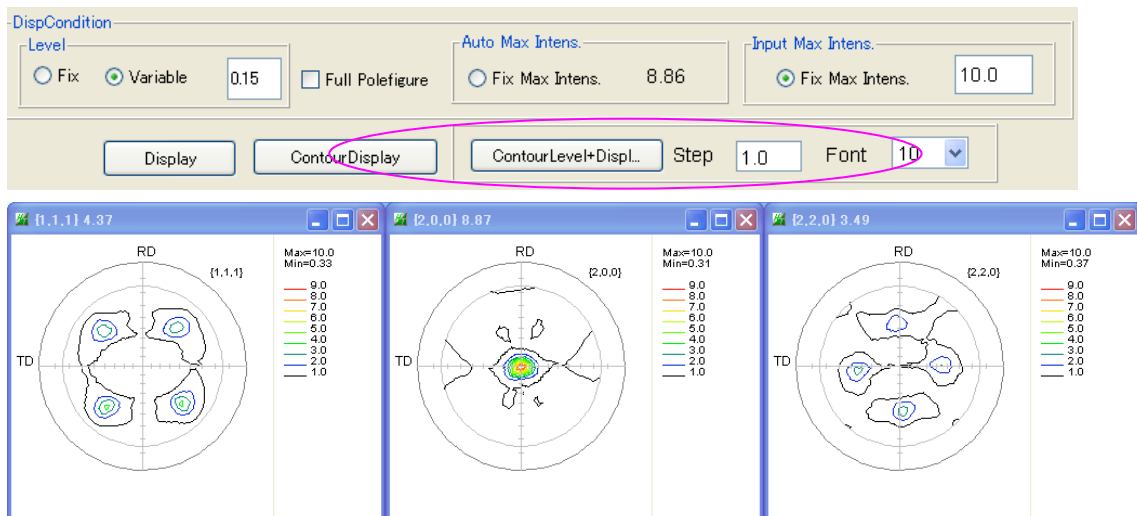 DispCondition
Level
Fix Variable 0.15
Full Polefigure
Auto Max Intens.
Fix Max Intens. 8.86
Input Max Intens.
Fix Max Intens. 10.0
Display ContourDisplay ContourLevel+Displ... Step 1.0 Font 10
{1,1,1} 4.37
RD
{1,1,1}
TD
Max=10.0
Min=0.33
9.0
8.0
7.0
6.0
5.0
4.0
3.0
2.0
1.0
{2,0,0} 8.87
RD
{2,0,0}
TD
Max=10.0
Min=0.31
9.0
8.0
7.0
6.0
5.0
4.0
3.0
2.0
1.0
{2,2,0} 3.49
RD
{2,2,0}
TD
Max=10.0
Min=0.37
9.0
8.0
7.0
6.0
5.0
4.0
3.0
2.0
1.0